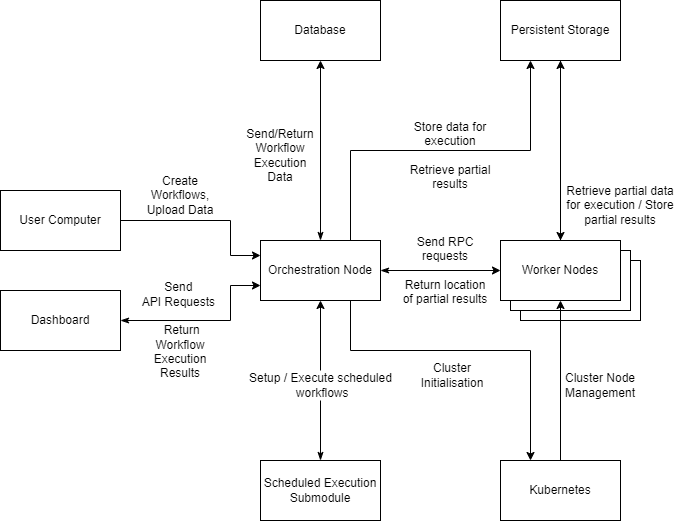 Database
Persistent Storage
Send/Return
Workflow
Execution
Data
Store data for
execution
Retrieve partial
results
Create
Workflows,
Upload Data
User Computer
Retrieve partial data
for execution / Store
partial results
Orchestration Node
Send RPC
requests
Return location
of partial results
Worker Nodes
Send
API Requests
Dashboard
Return
Workflow
Execution
Results
Setup / Execute scheduled
workflows
Cluster
Initialisation
Cluster Node
Management
Scheduled Execution
Submodule
Kubernetes